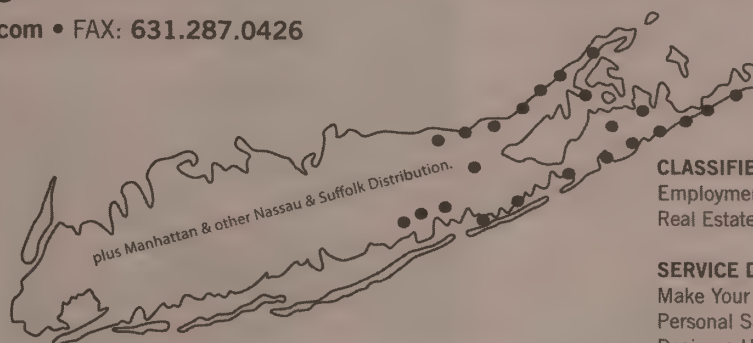 com • FAX: 631.287.0426
plus Manhattan & other Nassau & Suffolk Distribution.
CLASSIFIE
Employmen
Real Estate
SERVICE D
Make Your
Personal S